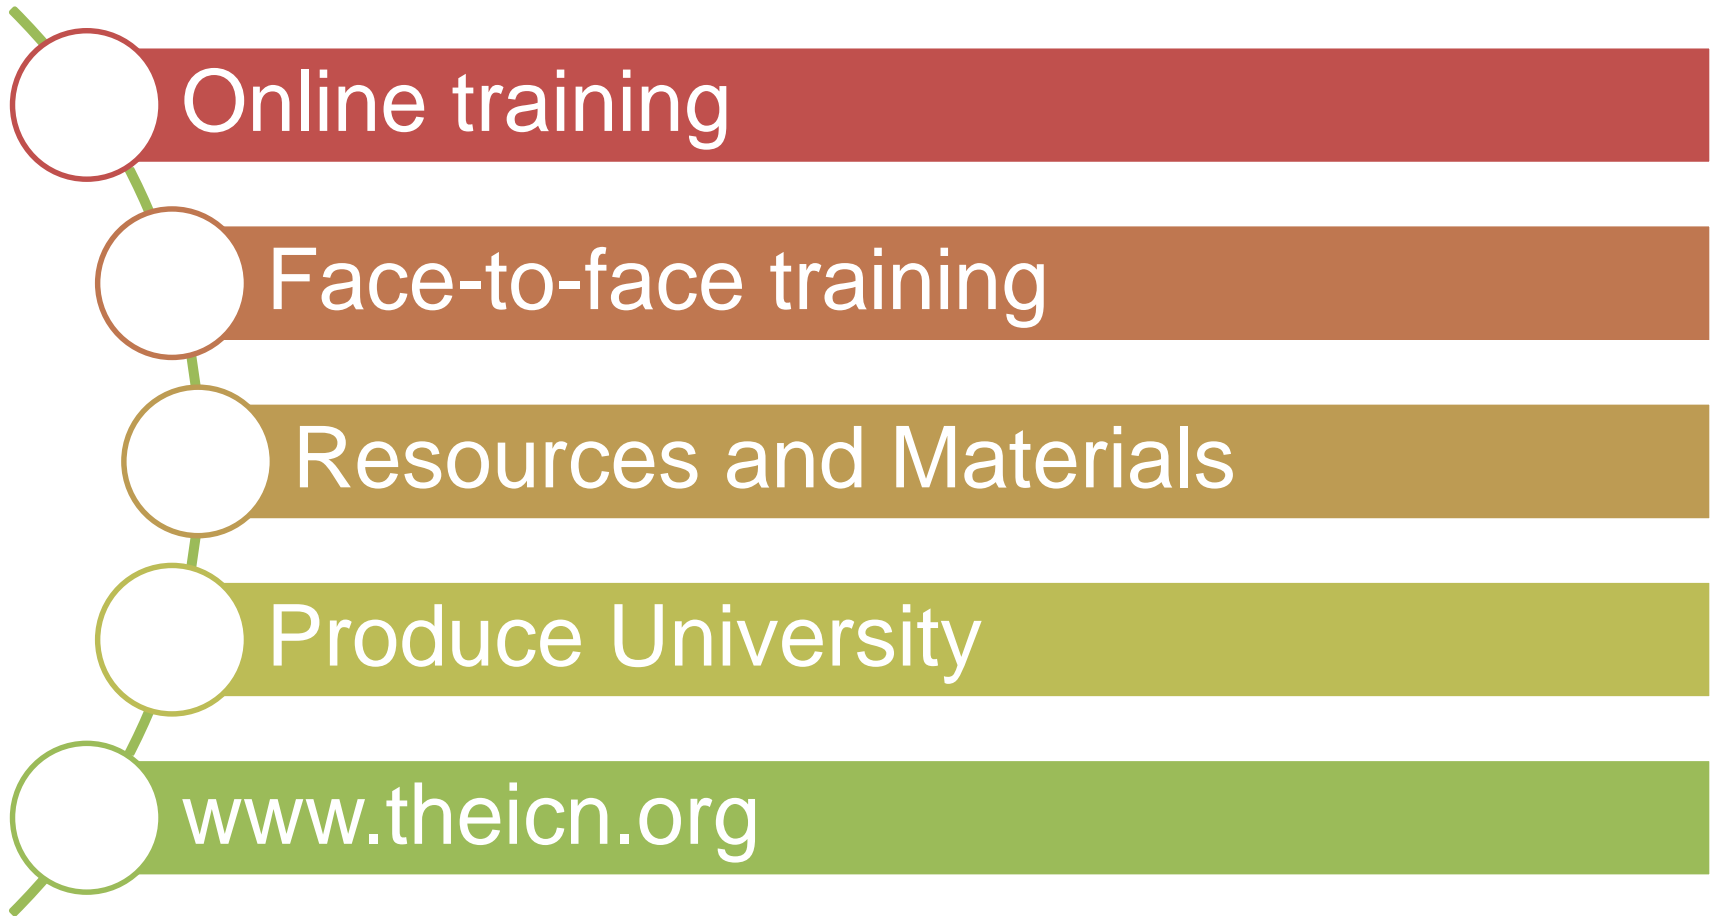 Online training
Face-to-face training
Resources and Materials
Produce University
www.theicn.org